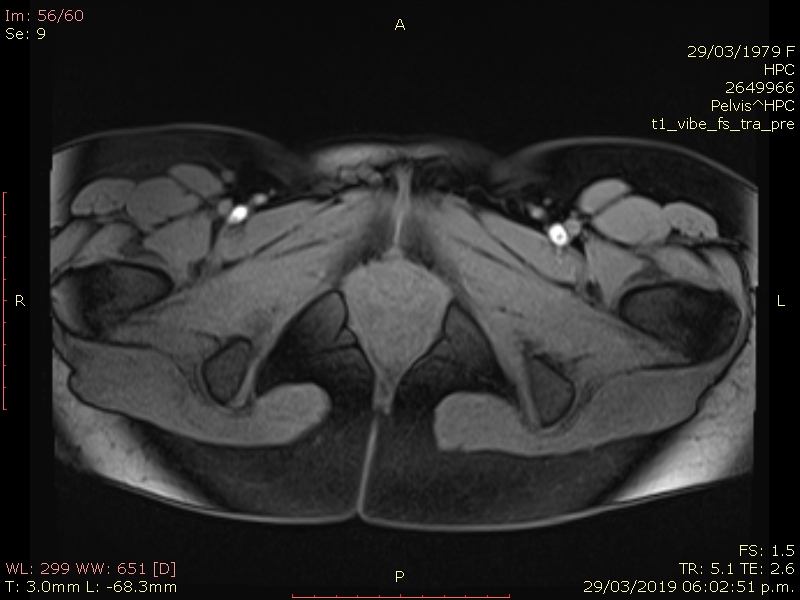 Im: 56/60
Se: 9
A
29/03/1979 F
HPC
2649966
Pelvis^HPC
t1_vibe_fs_tra_pre
R
L
WL: 299 WW: 651 [D]
T: 3.0mm L: -68.3mm
P
FS: 1.5
TR: 5.1 TE: 2.6
29/03/2019 06:02:51 p.m.